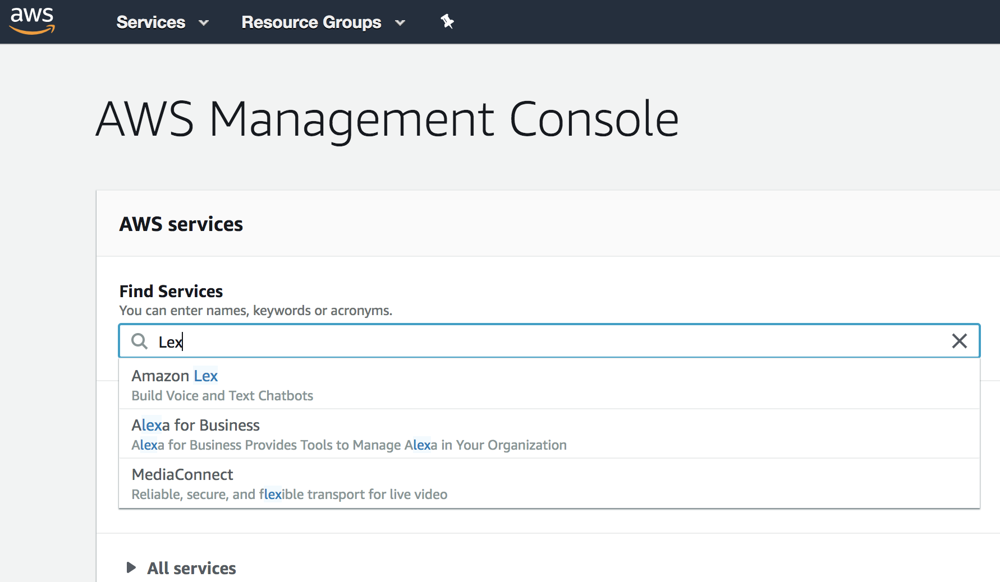 aws Services Resource Groups
AWS Management Console
AWS services
Find Services
You can enter names, keywords or acronyms.
Lex
Amazon Lex
Build Voice and Text Chatbots
Alexa for Business
Alexa for Business Provides Tools to Manage Alexa in Your Organization
MediaConnect
Reliable, secure, and flexible transport for live video
All services